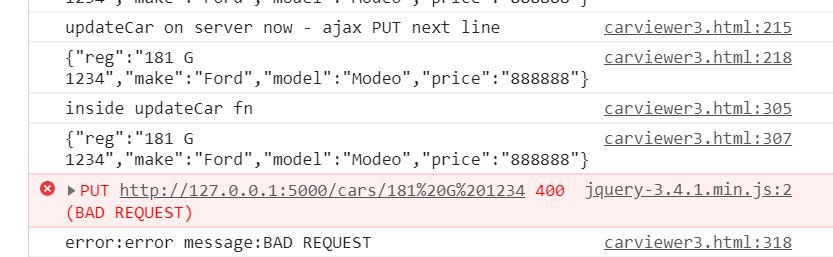 1234","make":"Ford","model":"Modeo","price":"888888"}
updateCar on server now - ajax PUT next line carviewer3.html:215
{"reg":"181 G carviewer3.html:218
1234","make":"Ford","model":"Modeo","price":"888888"}
inside updateCar fn carviewer3.html:305
{"reg":"181 G carviewer3.html:307
1234","make":"Ford","model":"Modeo","price":"888888"}
PUT http://127.0.0.1:5000/cars/181%20G%201234 400 jquery-3.4.1.min.js:2
(BAD REQUEST)
error:error message:BAD REQUEST carviewer3.html:318